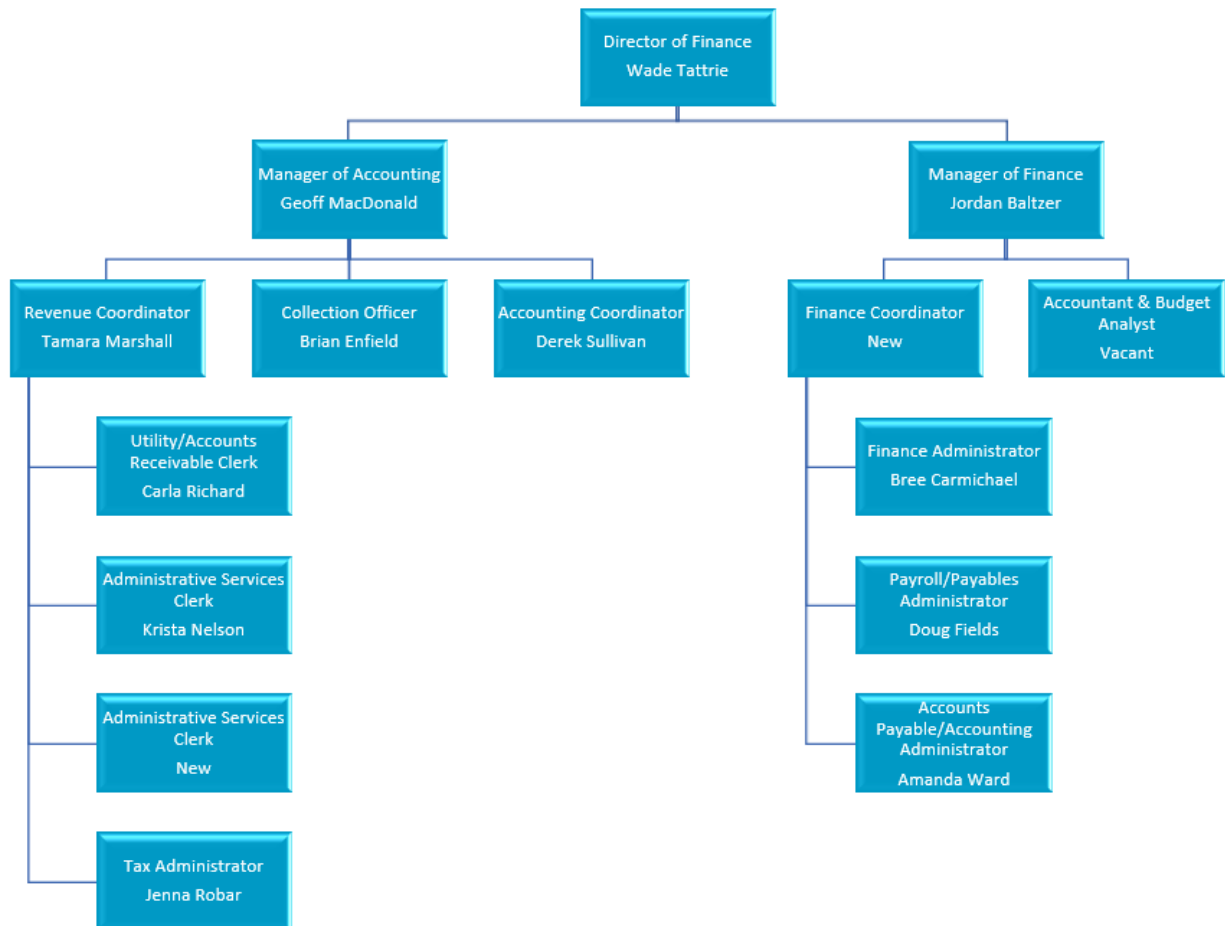 Director of Finance
Wade Tattrie
Manager of Accounting
Geoff MacDonald
Manager of Finance
Jordan Baltzer
Revenue Coordinator
Tamara Marshall
Collection Officer
Brian Enfield
Accounting Coordinator
Derek Sullivan
Finance Coordinator
New
Accountant & Budget
Analyst
Vacant
Utility/Accounts
Receivable Clerk
Carla Richard
Administrative Services
Clerk
Krista Nelson
Administrative Services
Clerk
New
Tax Administrator
Jenna Robar
Finance Administrator
Bree Carmichael
Payroll/Payables
Administrator
Doug Fields
Accounts
Payable/Accounting
Administrator
Amanda Ward